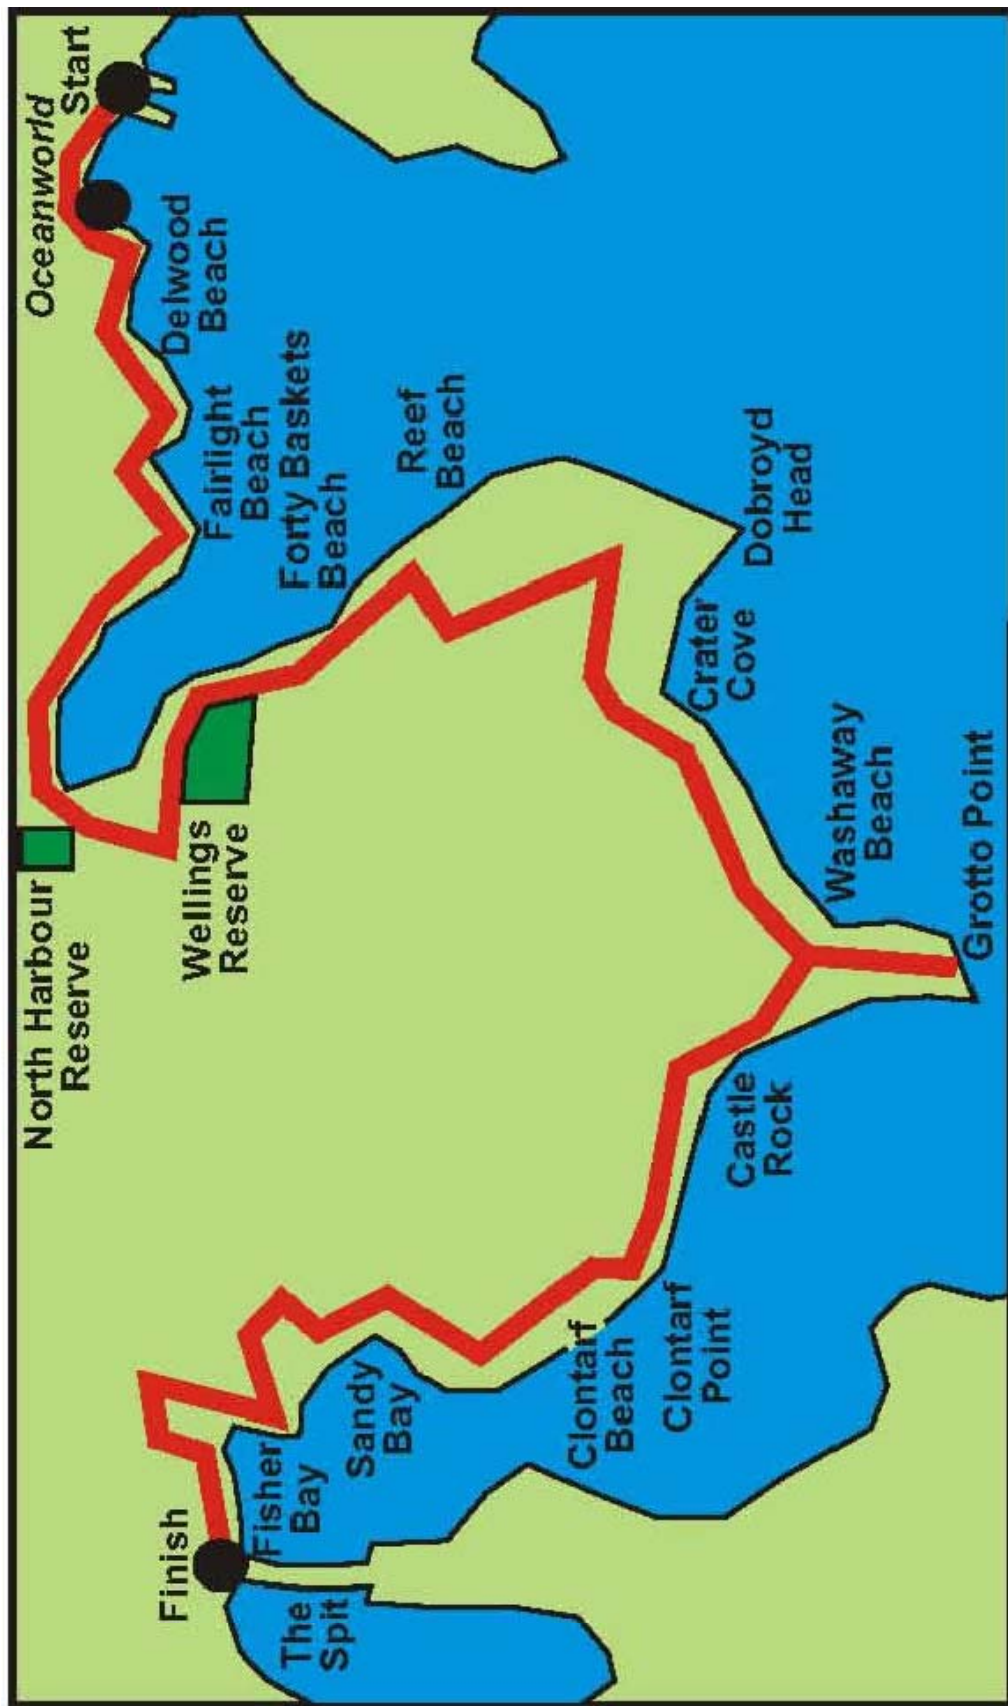 North Harbour
Reserve
Oceanworld
Start
Finish
Wellings
Reserve
Delwood
Beach
Fairlight
Beach
Fisher
Bay
The
Spit
Forty Baskets
Beach
Sandy
Bay
Reef
Beach
Clontarf
Beach
Clontarf
Point
Crater
Cove
Castle
Rock
Dobroyd
Head
Washaway
Beach
Grotto Point